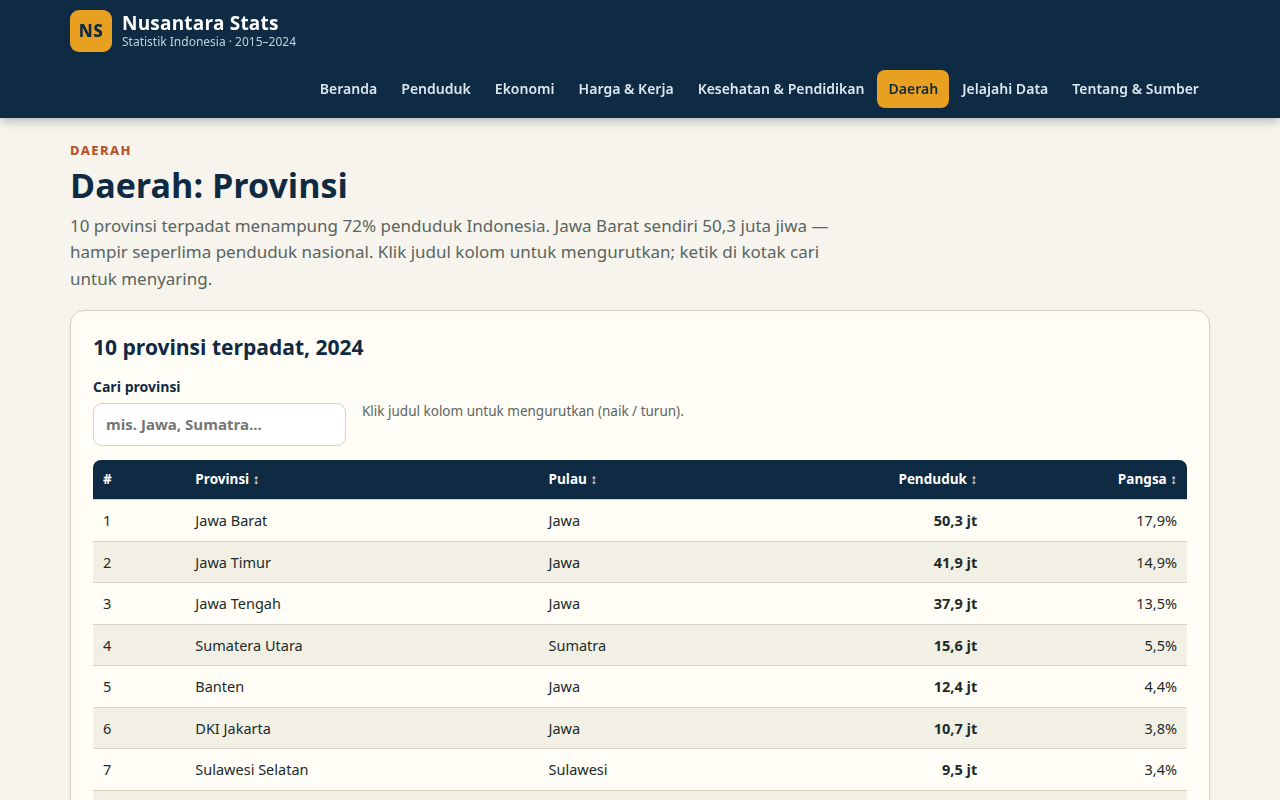 NS
Nusantara Stats
Statistik Indonesia · 2015–2024
Beranda Penduduk Ekonomi Harga & Kerja Kesehatan & Pendidikan Daerah Jelajahi Data Tentang & Sumber
DAERAH
Daerah: Provinsi
10 provinsi terpadat menampung 72% penduduk Indonesia. Jawa Barat sendiri 50,3 juta jiwa —
hampir seperlima penduduk nasional. Klik judul kolom untuk mengurutkan; ketik di kotak cari
untuk menyaring.
10 provinsi terpadat, 2024
Cari provinsi
mis. Jawa, Sumatra...
Klik judul kolom untuk mengurutkan (naik / turun).
# Provinsi ↕ Pulau ↕ Penduduk ↕ Pangsa ↕
1 Jawa Barat Jawa 50,3 jt 17,9%
2 Jawa Timur Jawa 41,9 jt 14,9%
3 Jawa Tengah Jawa 37,9 jt 13,5%
4 Sumatera Utara Sumatra 15,6 jt 5,5%
5 Banten Jawa 12,4 jt 4,4%
6 DKI Jakarta Jawa 10,7 jt 3,8%
7 Sulawesi Selatan Sulawesi 9,5 jt 3,4%